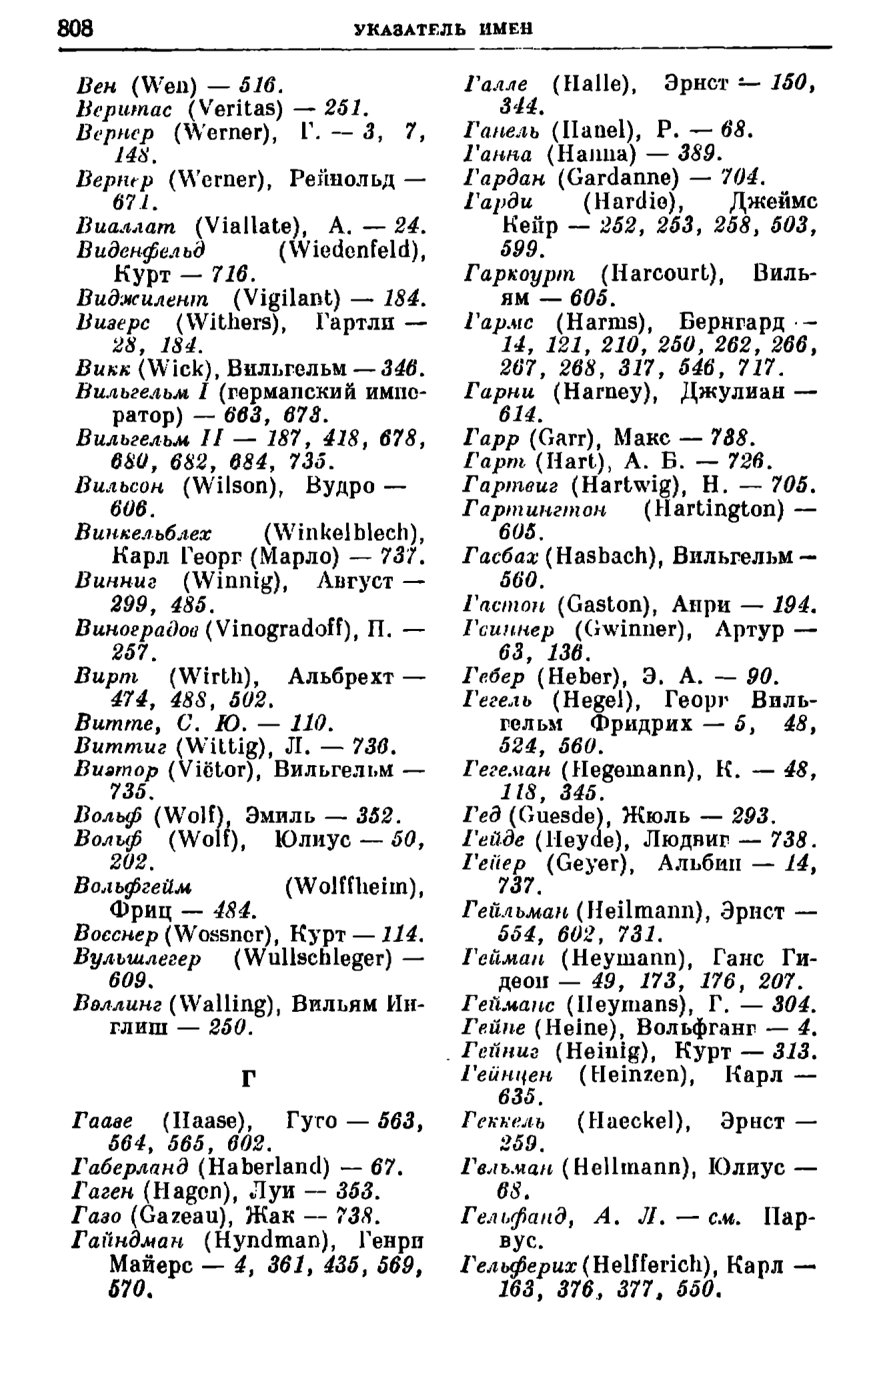 808
УКАЗАТЕЛЬ ИМЕН
Вен (Wen) — 516.
Веритас (Veritas) — 251.
Вернер (Werner), Г. — 3, 7,
148.
Вернер (Werner), Рейнольд —
671.
Виаллат (Viallate), А. — 24.
Виденфельд (Wiedenfeld),
Курт — 716.
Виджилент (Vigilant) — 184.
Визерс (Withers), Гартли —
28, 184.
Викк (Wick), Вильгельм — 346.
Вильгельм I (германский импе-
ратор) — 663, 678.
Вильгельм II — 187, 418, 678,
680, 682, 684, 735.
Вильсон (Wilson), Вудро —
606.
Винкельблех (Winkelblech),
Карл Георг (Марло) — 737.
Винниг (Winnig), Август —
299, 485.
Виноградов (Vinogradoff), П. —
257.
Вирт (Wirth), Альбрехт —
474, 488, 502.
Витте, С. Ю. — 110.
Виттиг (Wittig), Л. — 736.
Виэтор (Viëtor), Вильгельм —
735.
Вольф (Wolf), Эмиль — 352.
Вольф (Wolf), Юлиус — 50,
202.
Вольфгейм (Wolffheim),
Фриц — 484.
Восснер (Wossner), Курт — 114.
Вульшлегер (Wullschleger) —
609.
Вэллинг (Walling), Вильям Ин-
глиш — 250.
Г
Гаазе (Haase), Гуго — 563,
564, 565, 602.
Габерланд (Haberland) — 67.
Гаген (Hagen), Луи — 353.
Газо (Gazeau), Жак — 738.
Гайндман (Hyndman), Генри
Майерс — 4, 361, 435, 569,
570.
Галле (Halle), Эрнст — 150,
344.
Ганель (Hanel), Р. — 68.
Ганна (Hanna) — 389.
Гардан (Gardanne) — 704.
Гарди (Hardie), Джеймс
Кейр — 252, 253, 258, 503,
599.
Гаркоурт (Harcourt), Виль-
ям — 605.
Гармс (Harms), Бернгард —
14, 121, 210, 250, 262, 266,
267, 268, 317, 546, 717.
Гарни (Harney), Джулиан —
614.
Гарр (Garr), Макс — 738.
Гарт (Hart), А. Б. — 726.
Гартвиг (Hartwig), Н. — 705.
Гартингтон (Hartington) —
605.
Гасбах (Hasbach), Вильгельм —
560.
Гастон (Gaston), Анри — 194.
Гвиннер (Gwinner), Артур —
63, 136.
Гебер (Heber), Э. А. — 90.
Гегель (Hegel), Георг Виль-
гельм Фридрих — 5, 48,
524, 560.
Гегеман (Hegemann), К. — 48,
118, 345.
Гед (Guesde), Жюль — 293.
Гейде (Heyde), Людвиг — 738.
Гейер (Geyer), Альбин — 14,
737.
Гейльман (Heilmann), Эрнст —
554, 602, 731.
Гейман (Heymann), Ганс Ги-
деон — 49, 173, 176, 207.
Гейманс (Heymans), Г. — 304.
Гейне (Heine), Вольфганг — 4.
Гейниг (Heinig), Курт — 313.
Гейнцен (Heinzen), Карл —
635.
Геккель (Haeckel), Эрнст —
259.
Гельман (Hellmann), Юлиус —
68.
Гельфанд, А. Л. — см. Пар-
вус.
Гельферих (Helfferich), Карл —
163, 376, 377, 550.